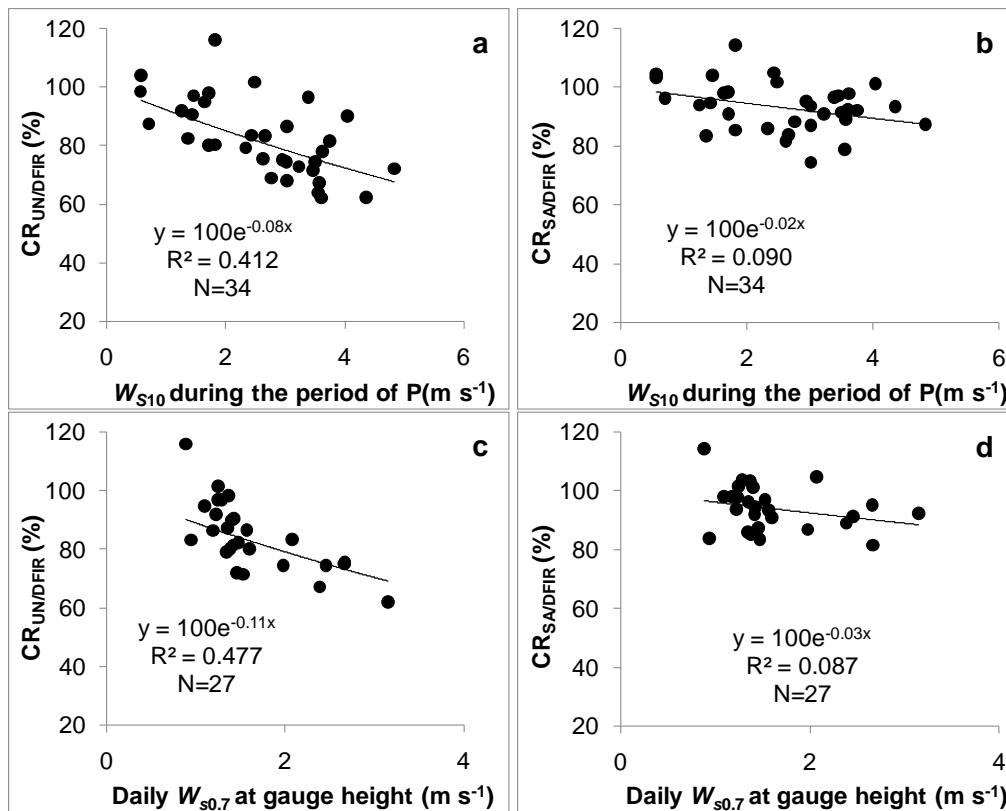 a
120
100
80
60
40
20
0 2 4 6
CR_UN/DFIR (%)
y = 100e^-0.08x
R² = 0.412
N=34
W_S10 during the period of P(m s^-1)
b
120
100
80
60
40
20
0 2 4 6
CR_SA/DFIR (%)
y = 100e^-0.02x
R² = 0.090
N=34
W_S10 during the period of P(m s^-1)
c
120
100
80
60
40
20
0 2 4
CR_UN/DFIR (%)
y = 100e^-0.11x
R² = 0.477
N=27
Daily W_s0.7 at gauge height (m s^-1)
d
120
100
80
60
40
20
0 2 4
CR_SA/DFIR (%)
y = 100e^-0.03x
R² = 0.087
N=27
Daily W_s0.7 at gauge height (m s^-1)